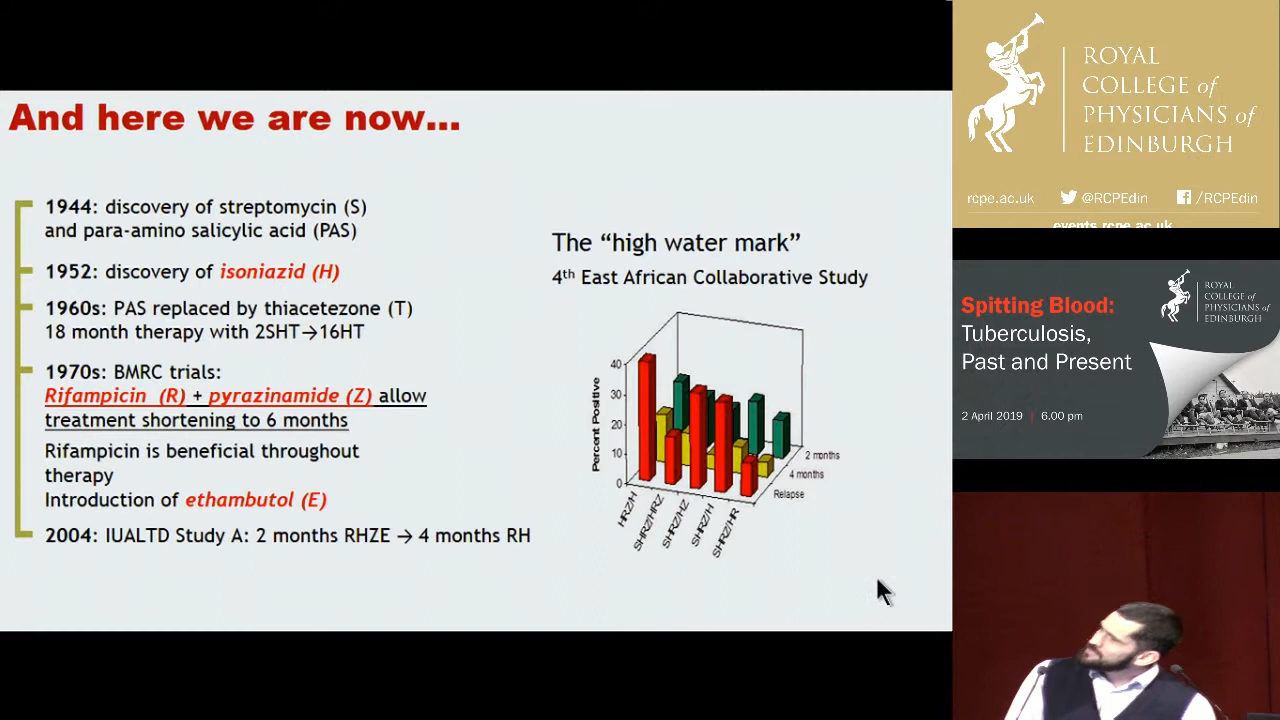 And here we are now...
1944: discovery of streptomycin (S)
and para-amino salicylic acid (PAS)
1952: discovery of isoniazid (H)
1960s: PAS replaced by thiacetezone (T)
18 month therapy with 2SHT→16HT
1970s: BMRC trials:
Rifampicin (R) + pyrazinamide (Z) allow
treatment shortening to 6 months
Rifampicin is beneficial throughout
therapy
Introduction of ethambutol (E)
2004: IUALTD Study A: 2 months RHZE → 4 months RH
The “high water mark”
4th East African Collaborative Study
Percent Positive
40
30
20
10
0
HRZ/H
SHRZ/HRZ
SHRZ/HZ
SHRZ/H
SHRZ/HR
2 months
4 months
Relapse
ROYAL
COLLEGE of
PHYSICIANS of
EDINBURGH
rcpe.ac.uk @RCPEdin /RCPEdin
events.rcpe.ac.uk
ROYAL
COLLEGE of
PHYSICIANS of
EDINBURGH
Spitting Blood:
Tuberculosis,
Past and Present
2 April 2019 | 6.00 pm